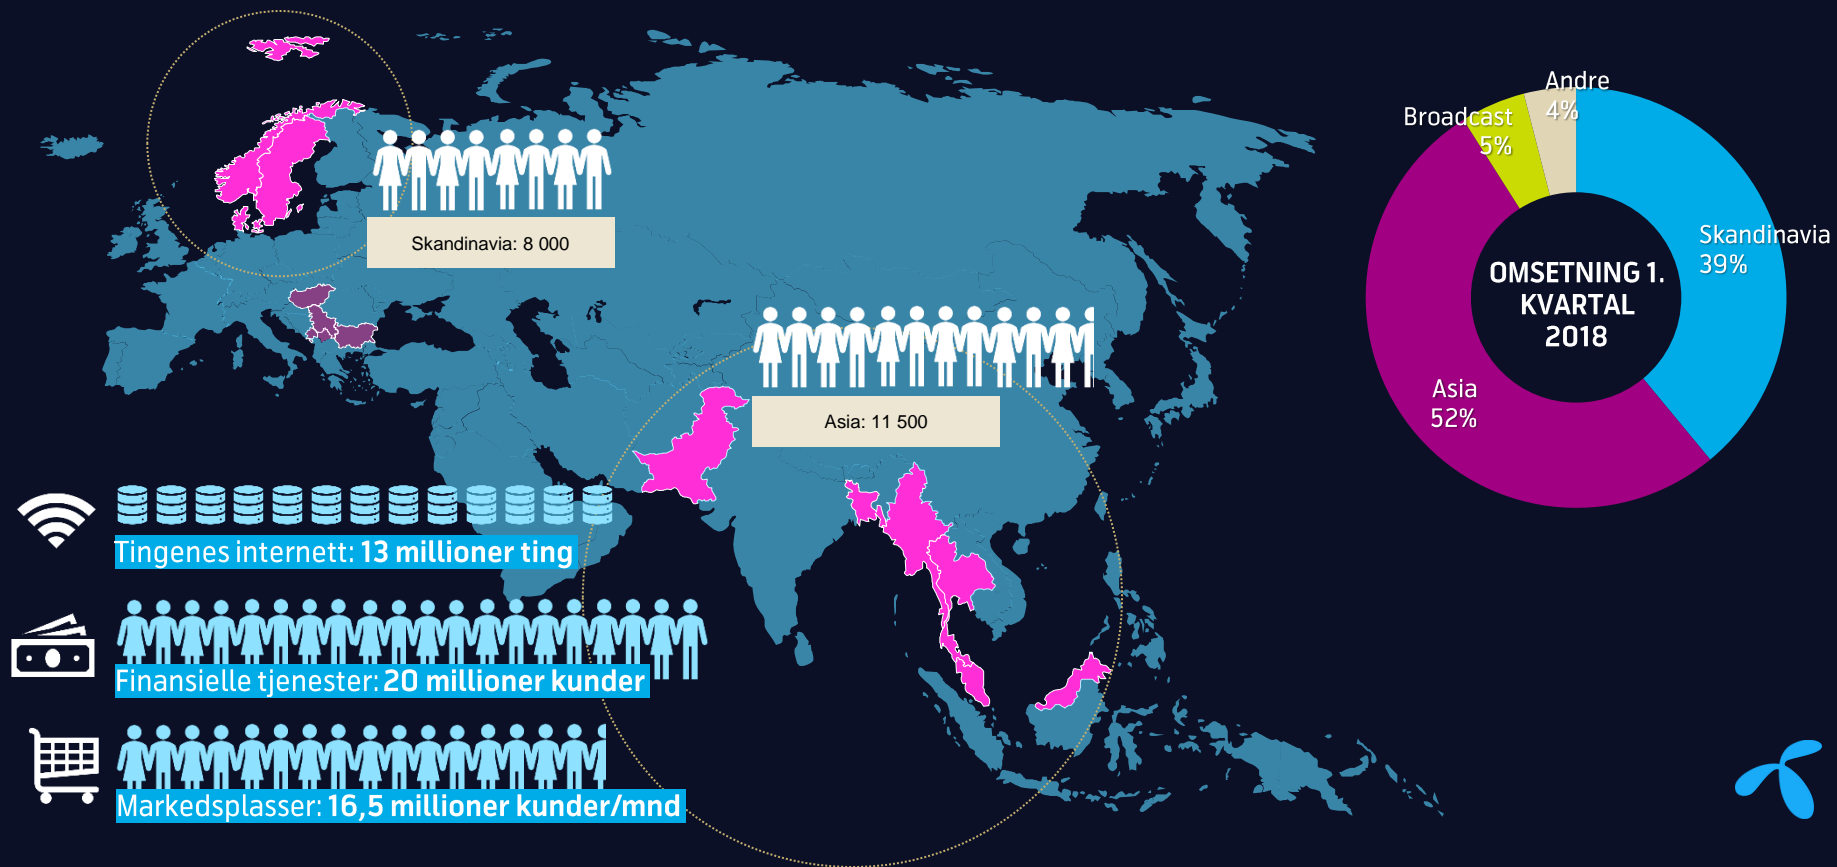 Skandinavia: 8 000
Asia: 11 500
Tingenes internett: 13 millioner ting
Finansielle tjenester: 20 millioner kunder
Markedsplasser: 16,5 millioner kunder/mnd
Andre
4%
Broadcast
5%
Skandinavia
39%
OMSETNING 1.
KVARTAL
2018
Asia
52%